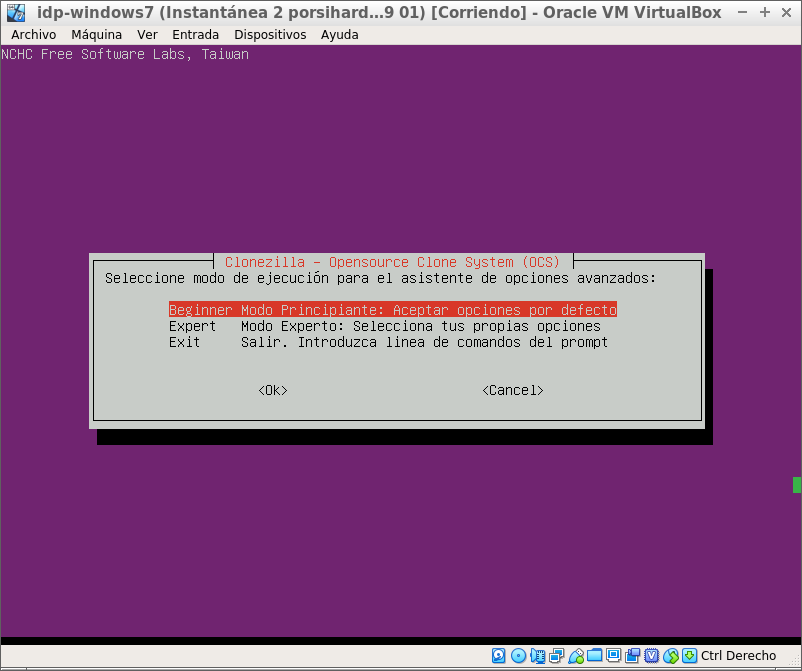 idp-windows7 (Instantánea 2 porsihard...9 01) [Corriendo] - Oracle VM VirtualBox
Archivo Máquina Ver Entrada Dispositivos Ayuda
NCHC Free Software Labs, Taiwan
Clonezilla - Opensource Clone System (OCS)
Seleccione modo de ejecución para el asistente de opciones avanzados:
Beginner Modo Principiante: Aceptar opciones por defecto
Expert Modo Experto: Selecciona tus propias opciones
Exit Salir. Introduzca linea de comandos del prompt
<Ok> <Cancel>
Ctrl Derecho